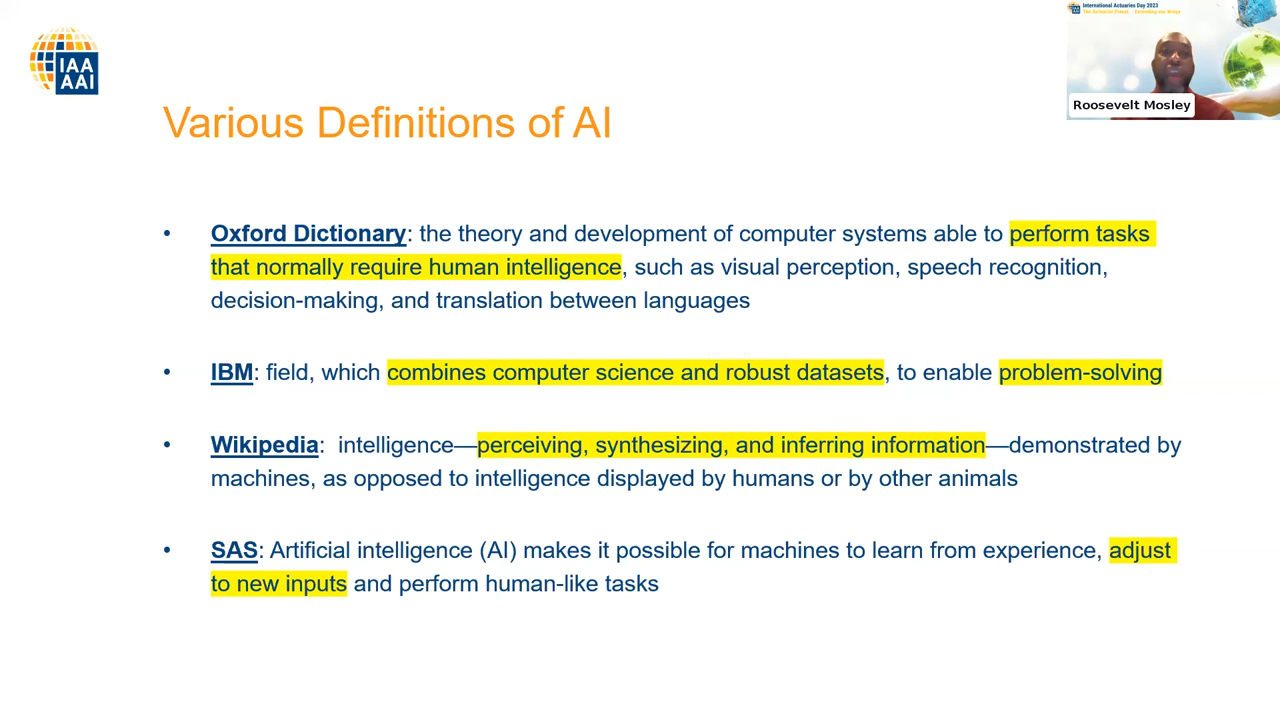 International Actuaries Day 2023
IAA
AAI
Roosevelt Mosley
Various Definitions of AI
• Oxford Dictionary: the theory and development of computer systems able to perform tasks
that normally require human intelligence, such as visual perception, speech recognition,
decision-making, and translation between languages
• IBM: field, which combines computer science and robust datasets, to enable problem-solving
• Wikipedia:  intelligence—perceiving, synthesizing, and inferring information—demonstrated by
machines, as opposed to intelligence displayed by humans or by other animals
• SAS: Artificial intelligence (AI) makes it possible for machines to learn from experience, adjust
to new inputs and perform human-like tasks